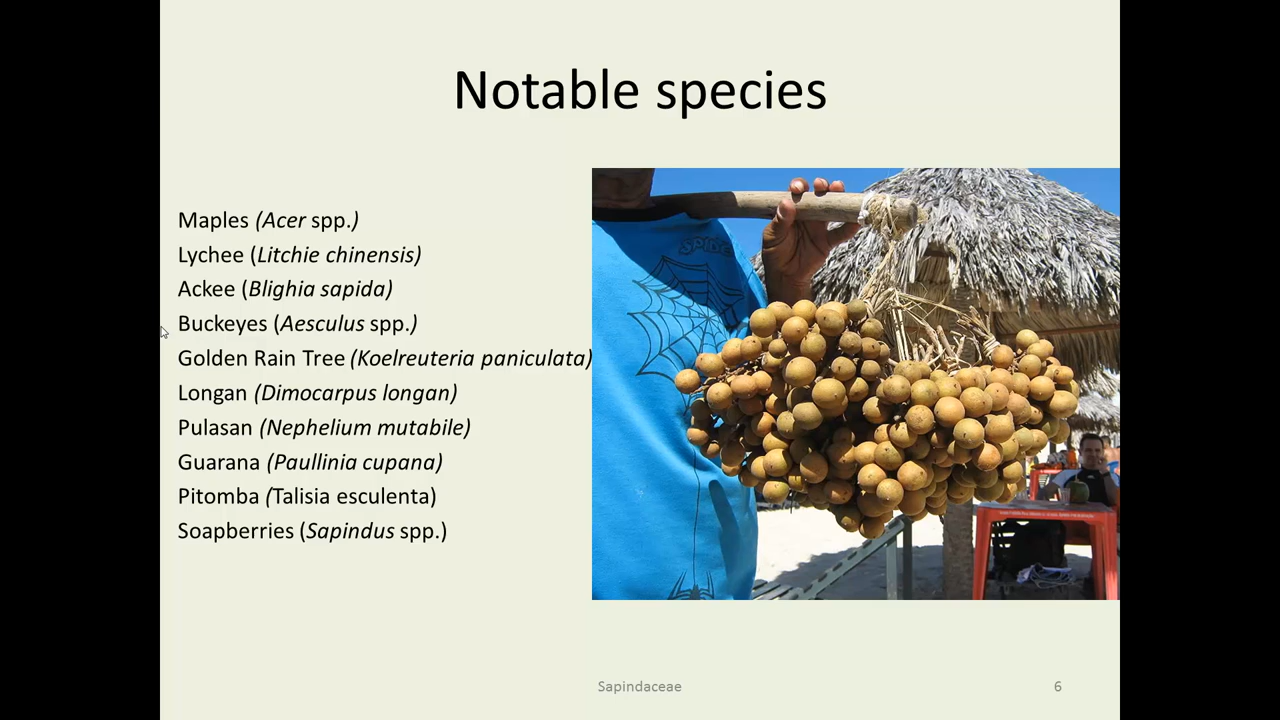 Notable species
Maples (Acer spp.)
Lychee (Litchie chinensis)
Ackee (Blighia sapida)
Buckeyes (Aesculus spp.)
Golden Rain Tree (Koelreuteria paniculata)
Longan (Dimocarpus longan)
Pulasan (Nephelium mutabile)
Guarana (Paullinia cupana)
Pitomba (Talisia esculenta)
Soapberries (Sapindus spp.)
Sapindaceae
6